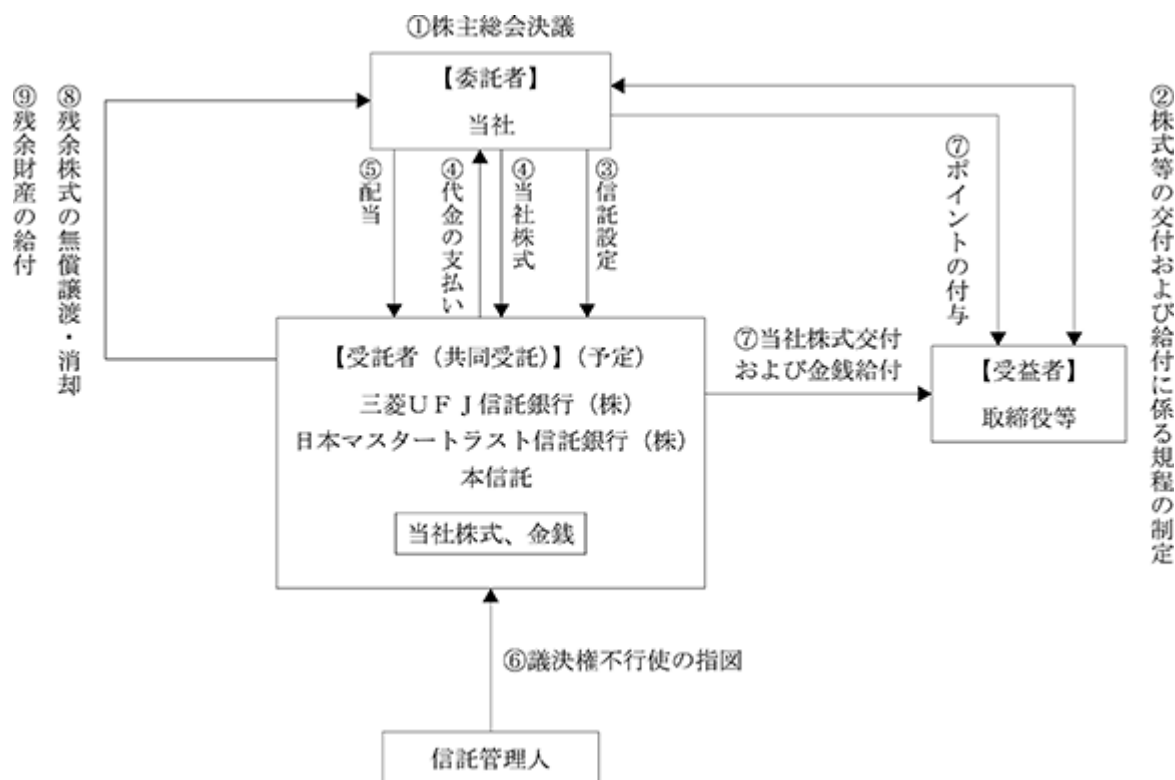 ①株主総会決議
【委託者】
当社
⑨残余財産の給付
⑧残余株式の無償譲渡・消却
⑤配当
④代金の支払い
④当社株式
③信託設定
⑦ポイントの付与
②株式等の交付および給付に係る規程の制定
【受託者（共同受託）】（予定）
三菱ＵＦＪ信託銀行（株）
日本マスタートラスト信託銀行（株）
本信託
当社株式、金銭
⑦当社株式交付
および金銭給付
【受益者】
取締役等
⑥議決権不行使の指図
信託管理人